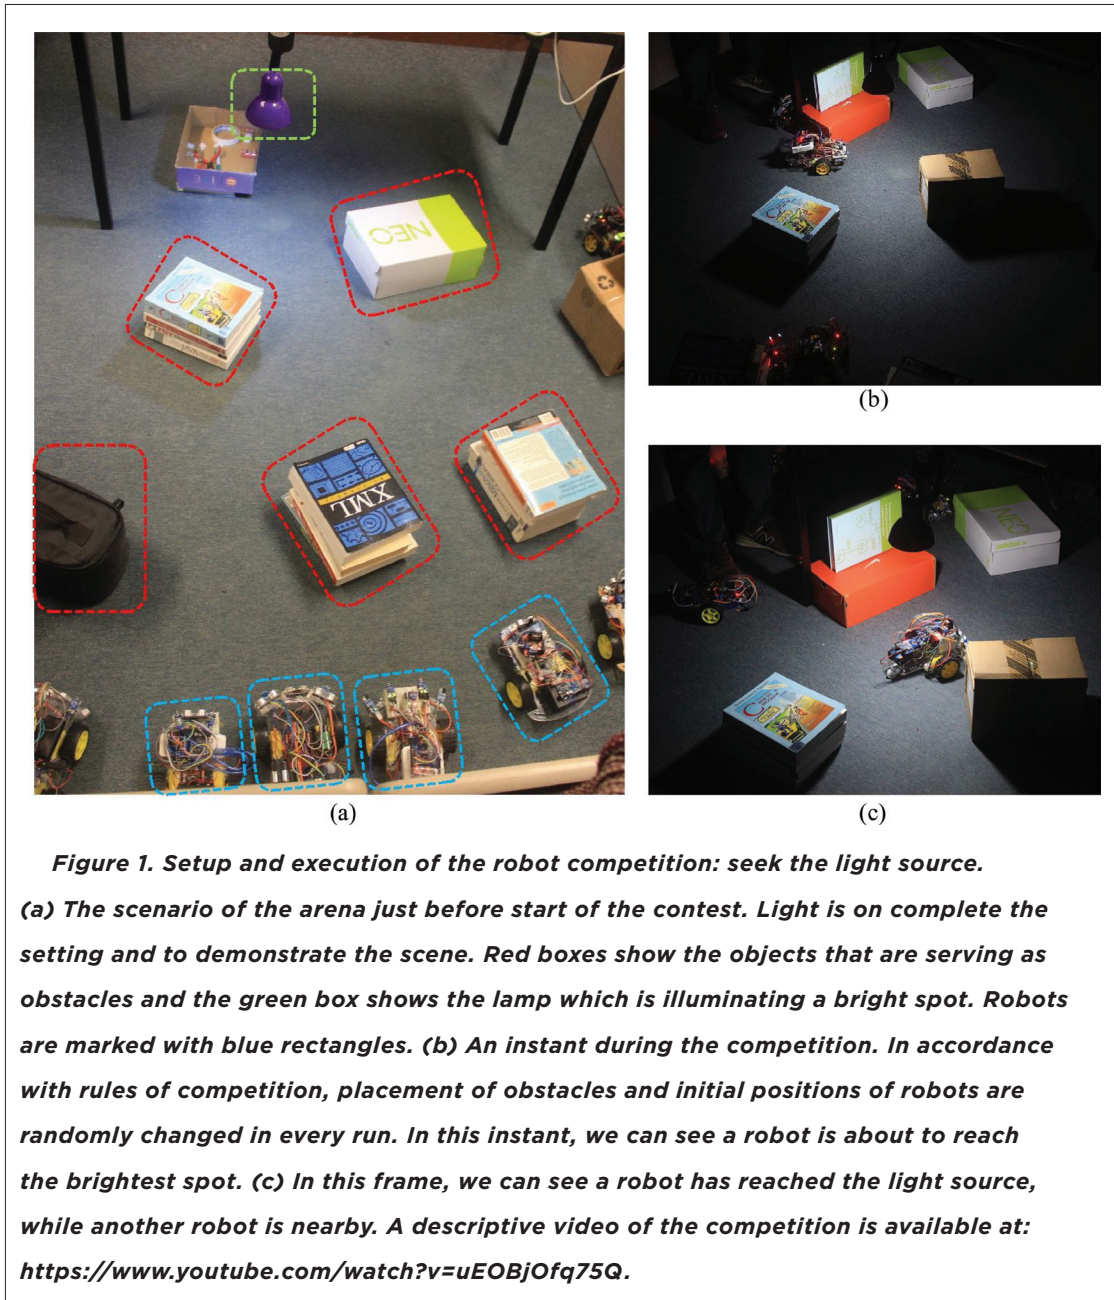 NEO
C
XML
(a)
(b)
NEO
adidas
C
(c)
Figure 1. Setup and execution of the robot competition: seek the light source.
(a) The scenario of the arena just before start of the contest. Light is on complete the
setting and to demonstrate the scene. Red boxes show the objects that are serving as
obstacles and the green box shows the lamp which is illuminating a bright spot. Robots
are marked with blue rectangles. (b) An instant during the competition. In accordance
with rules of competition, placement of obstacles and initial positions of robots are
randomly changed in every run. In this instant, we can see a robot is about to reach
the brightest spot. (c) In this frame, we can see a robot has reached the light source,
while another robot is nearby. A descriptive video of the competition is available at:
https://www.youtube.com/watch?v=uEOBjOfq75Q.